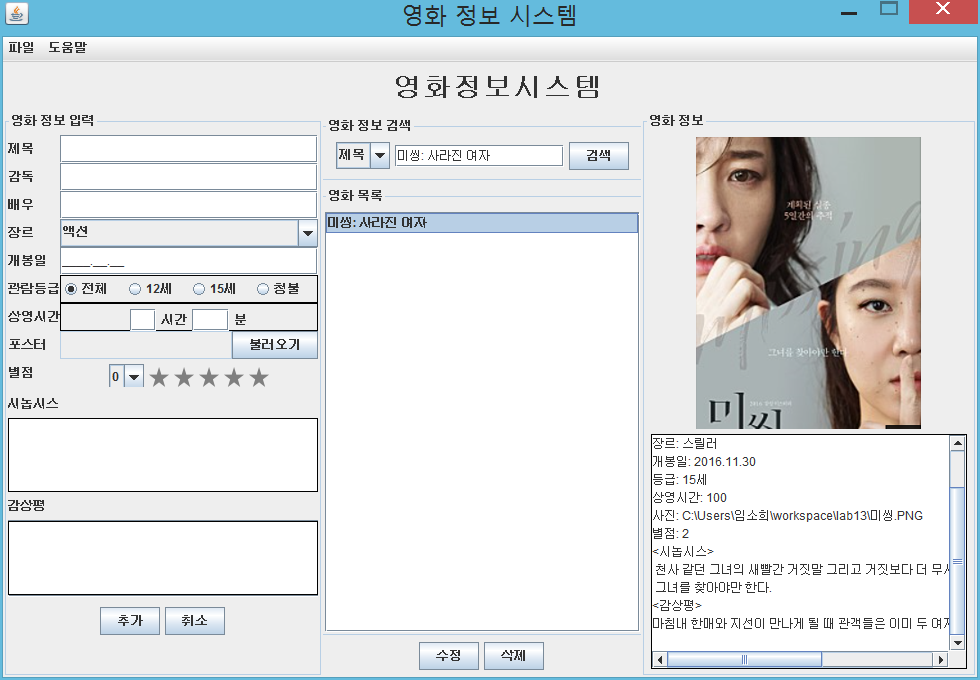 영화 정보 시스템
파일 도움말
영화정보시스템
영화 정보 입력
제목
감독
배우
장르 액션
개봉일 ____.__.__
관람등급 전체 12세 15세 청불
상영시간 시간 분
포스터 불러오기
별점 0 ★★★★★
시놉시스
감상평
추가 취소
영화 정보 검색
제목 미씽: 사라진 여자 검색
영화 목록
미씽: 사라진 여자
수정 삭제
영화 정보
계획된 실종
5일간의 추적
그녀를 찾아야만 한다
미씽
장르: 스릴러
개봉일: 2016.11.30
등급: 15세
상영시간: 100
사진: C:\Users\임소희\workspace\lab13\미씽.PNG
별점: 2
<시놉시스>
천사 같던 그녀의 새빨간 거짓말 그리고 거짓보다 더 무서
그녀를 찾아야만 한다.
<감상평>
마침내 한매와 지선이 만나게 될 때 관객들은 이미 두 여자